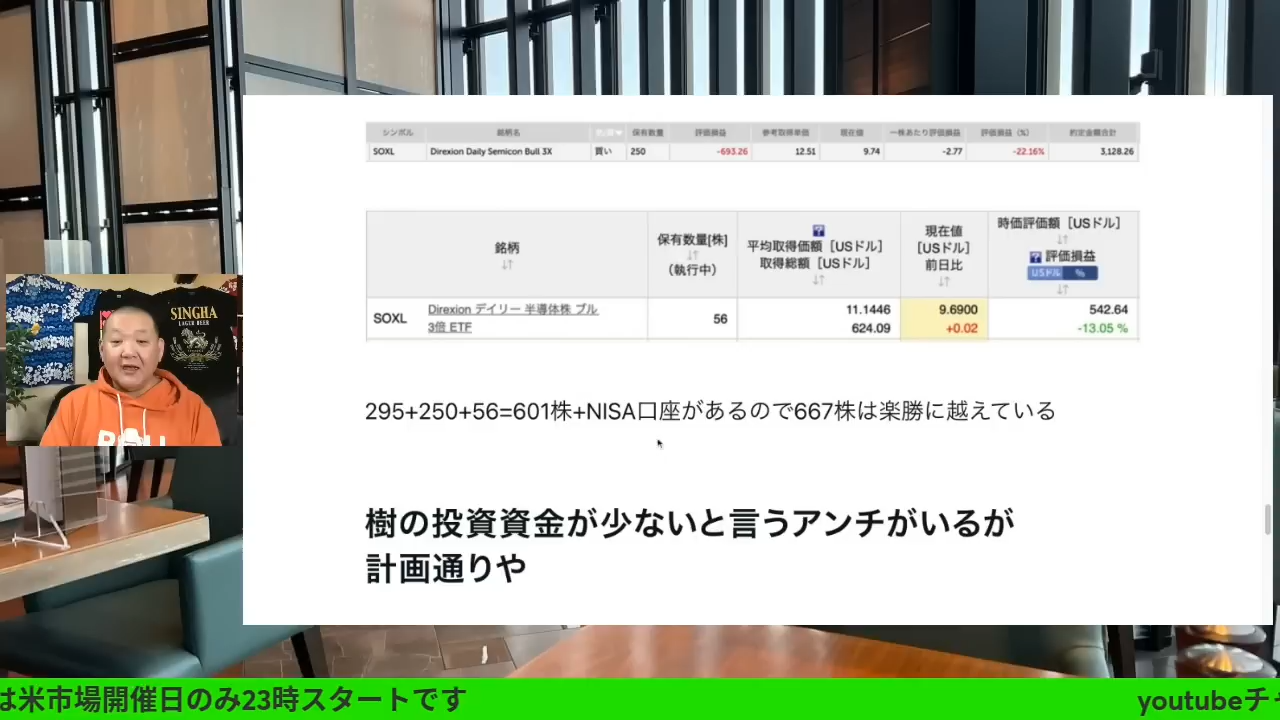 シンボル 銘柄名 保有数量 評価損益 参考取得単価 現在値 一株あたり評価損益 評価損益（%） 約定金額合計
SOXL Direxion Daily Semicon Bull 3X 買い 250 -693.26 12.51 9.74 -2.77 -22.16% 3,128.26
銘柄 保有数量[株] （執行中） 平均取得価額［USドル］ 取得総額［USドル］ 現在値 ［USドル］ 前日比 時価評価額［USドル］ 評価損益 USドル %
SOXL Direxion デイリー 半導体株 ブル 3倍 ETF 56 11.1446 624.09 9.6900 +0.02 542.64 -13.05 %
295+250+56=601株+NISA口座があるので667株は楽勝に越えている
樹の投資資金が少ないと言うアンチがいるが
計画通りや
SINGHA
LAGER BEER
は米市場開催日のみ23時スタートです youtubeチャ